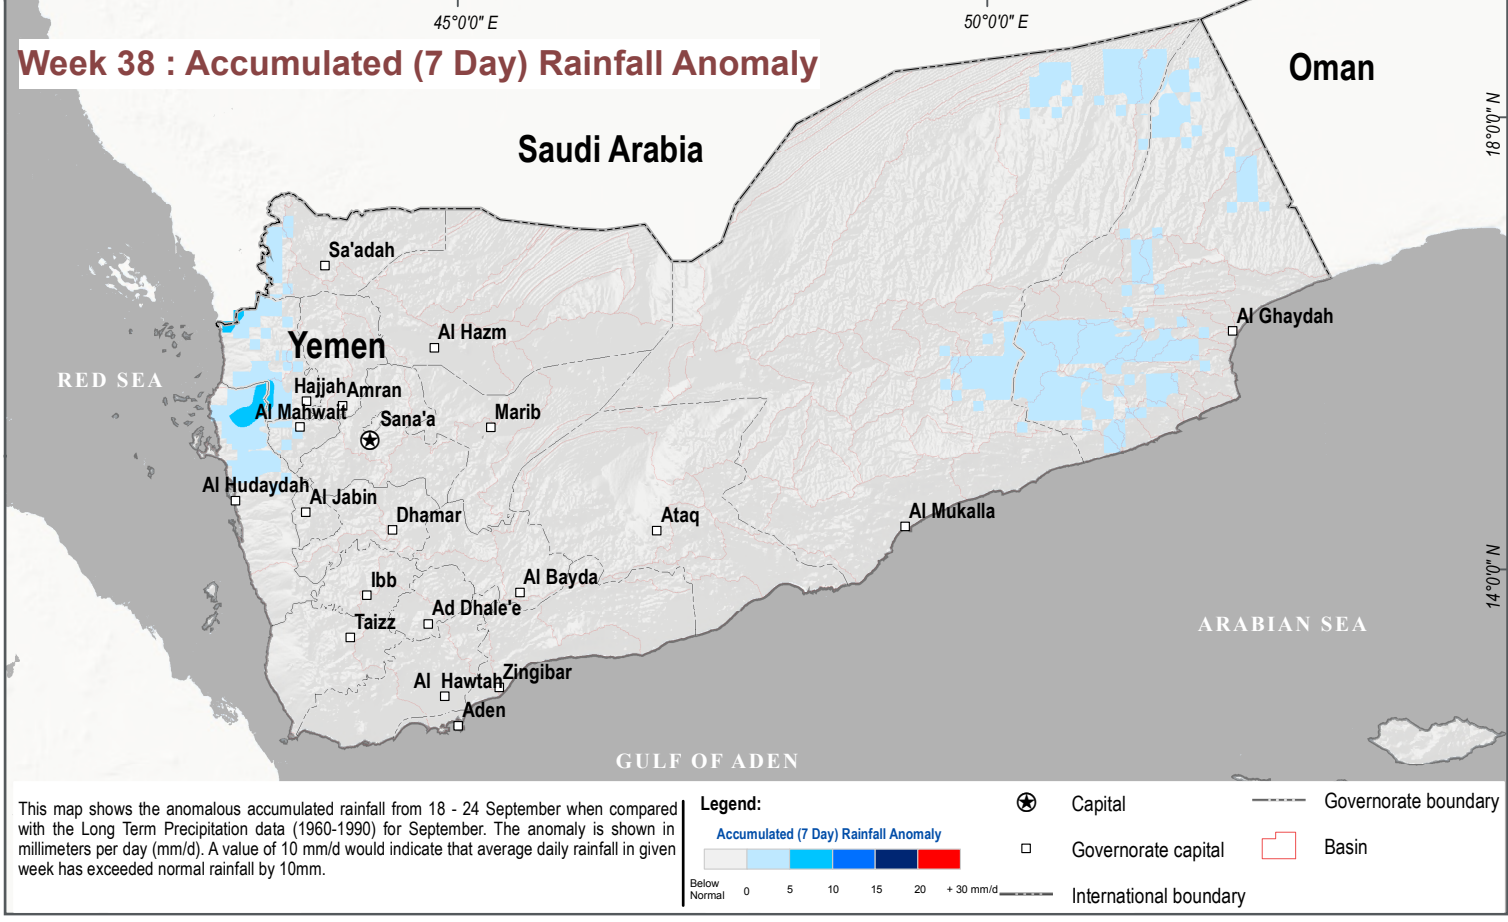 45°0'0" E
50°0'0" E
Week 38 : Accumulated (7 Day) Rainfall Anomaly
Oman
18°0'0" N
Saudi Arabia
Sa'adah
Al Hazm
Yemen
Al Ghaydah
RED SEA
Hajjah
Amran
Al Mahwait
Sana'a
Marib
Al Hudaydah
Al Jabin
Dhamar
Ataq
Al Mukalla
14°0'0" N
Ibb
Al Bayda
Ad Dhale'e
Taizz
ARABIAN SEA
Al Hawtah
Zingibar
Aden
GULF OF ADEN
This map shows the anomalous accumulated rainfall from 18 - 24 September when compared
with the Long Term Precipitation data (1960-1990) for September. The anomaly is shown in
millimeters per day (mm/d). A value of 10 mm/d would indicate that average daily rainfall in given
week has exceeded normal rainfall by 10mm.
Legend:
Accumulated (7 Day) Rainfall Anomaly
Below
Normal
0
5
10
15
20
+ 30 mm/d
Capital
Governorate capital
International boundary
Governorate boundary
Basin